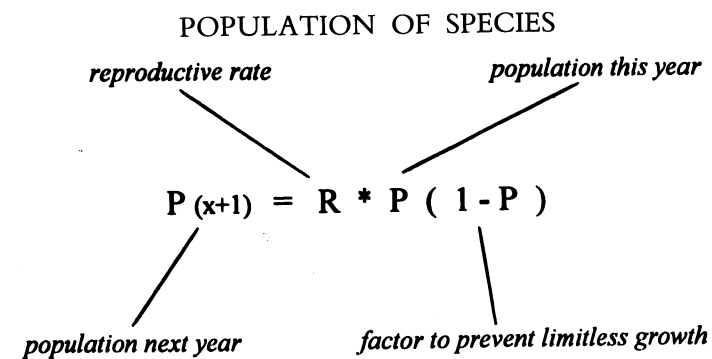 POPULATION OF SPECIES
reproductive rate
population this year
P (x+1) = R * P ( 1 - P )
population next year
factor to prevent limitless growth